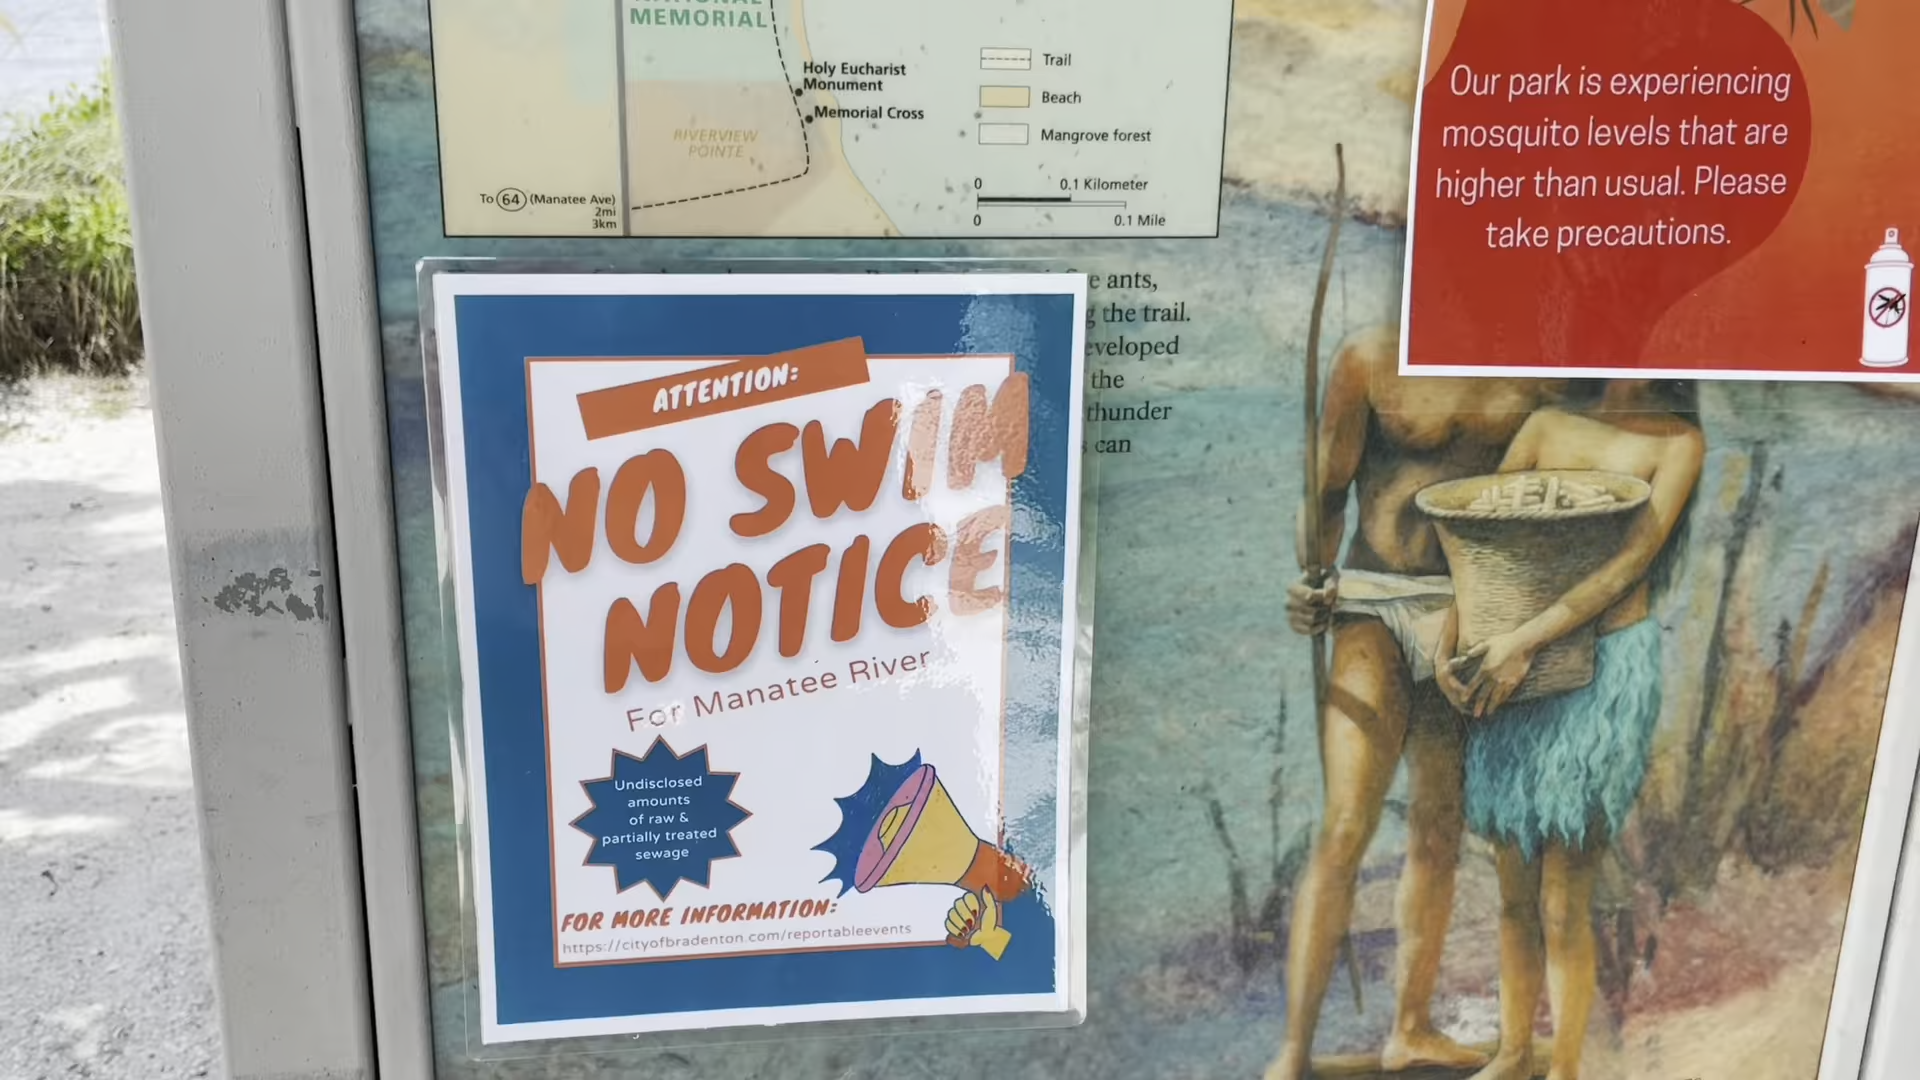 MEMORIAL
Holy Eucharist
Monument
Memorial Cross
RIVERVIEW
POINTE
To 64 (Manatee Ave)
2mi
3km
Trail
Beach
Mangrove forest
0 0.1 Kilometer
0 0.1 Mile
Our park is experiencing
mosquito levels that are
higher than usual. Please
take precautions.
ants,
the trail.
the
thunder
can
ATTENTION:
NO SWIM
NOTICE
For Manatee River
Undisclosed
amounts
of raw &
partially treated
sewage
FOR MORE INFORMATION:
https://cityofbradenton.com/reportableevents